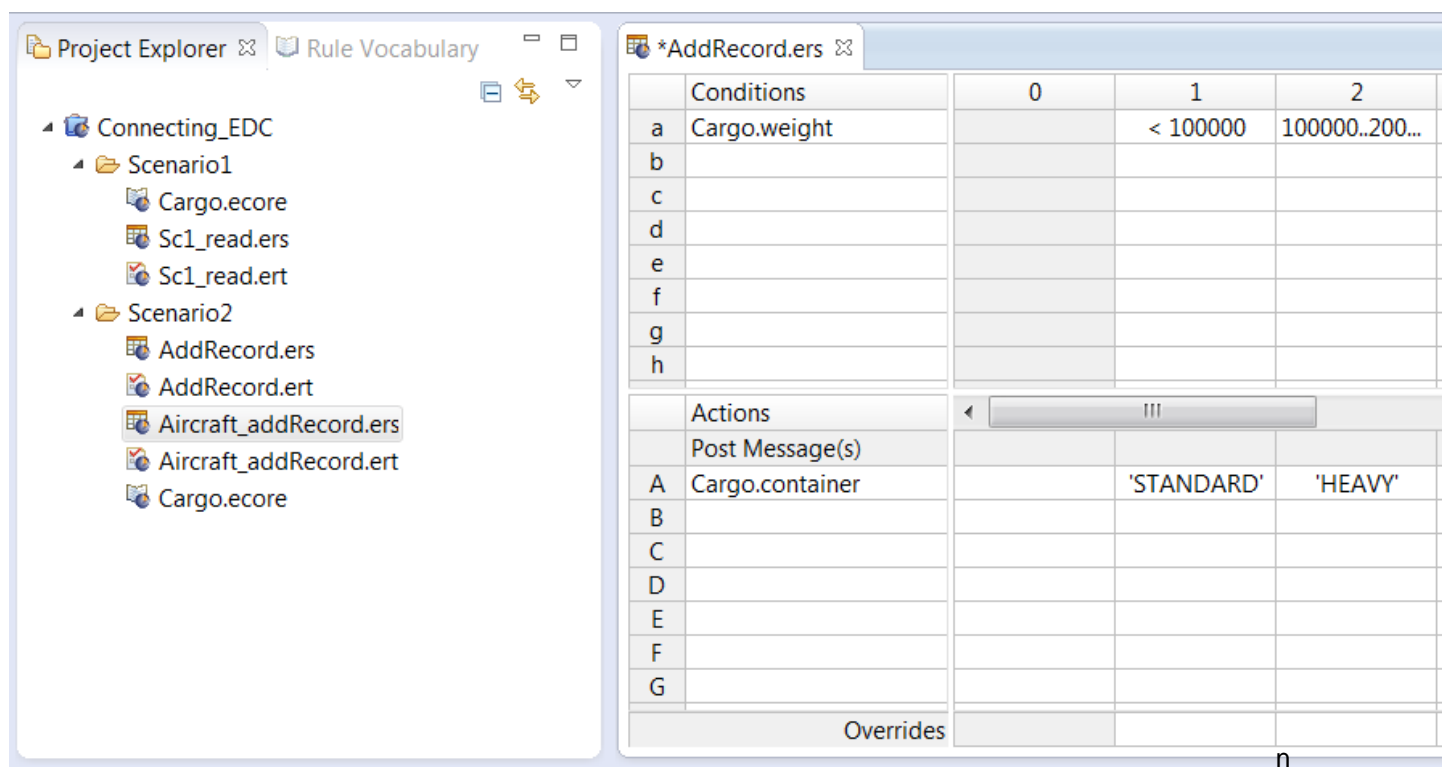 Project Explorer Rule Vocabulary
Connecting_EDC
Scenario1
Cargo.ecore
Sc1_read.ers
Sc1_read.ert
Scenario2
AddRecord.ers
AddRecord.ert
Aircraft_addRecord.ers
Aircraft_addRecord.ert
Cargo.ecore
*AddRecord.ers
Conditions 0 1 2
a Cargo.weight < 100000 100000..200...
b
c
d
e
f
g
h
Actions
Post Message(s)
A Cargo.container 'STANDARD' 'HEAVY'
B
C
D
E
F
G
Overrides
n